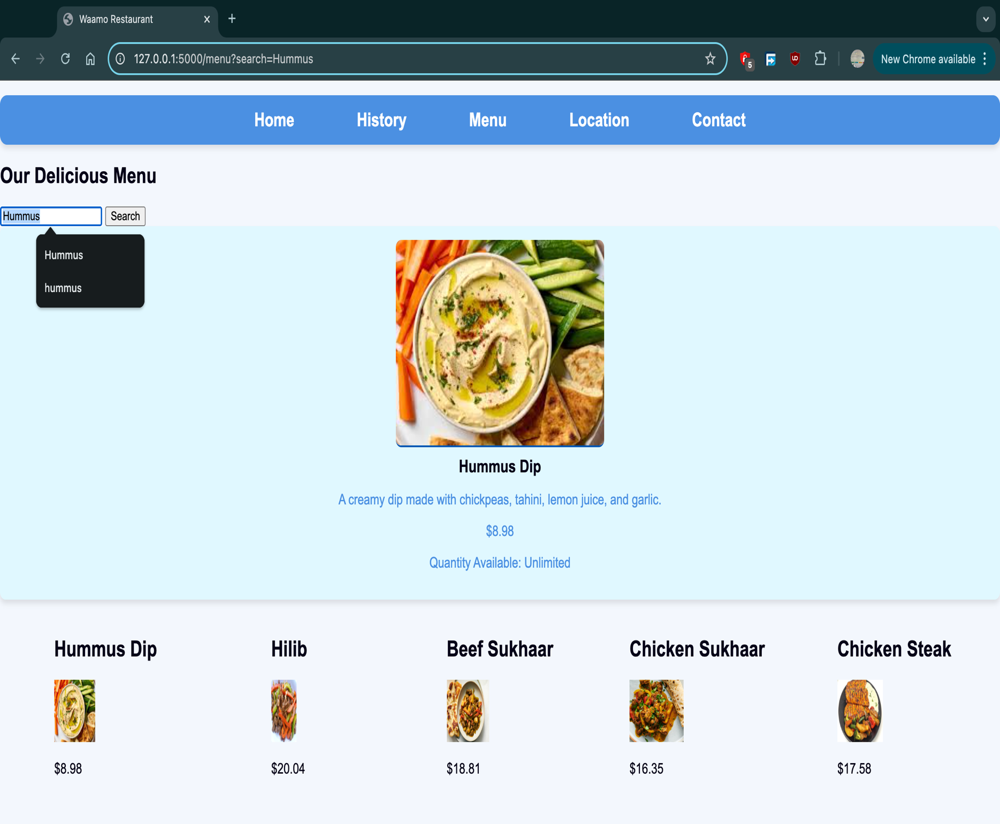 Waamo Restaurant
127.0.0.1:5000/menu?search=Hummus
5
UO
New Chrome available
Home History Menu Location Contact
Our Delicious Menu
Hummus Search
Hummus
hummus
Hummus Dip
A creamy dip made with chickpeas, tahini, lemon juice, and garlic.
$8.98
Quantity Available: Unlimited
Hummus Dip Hilib Beef Sukhaar Chicken Sukhaar Chicken Steak
$8.98 $20.04 $18.81 $16.35 $17.58